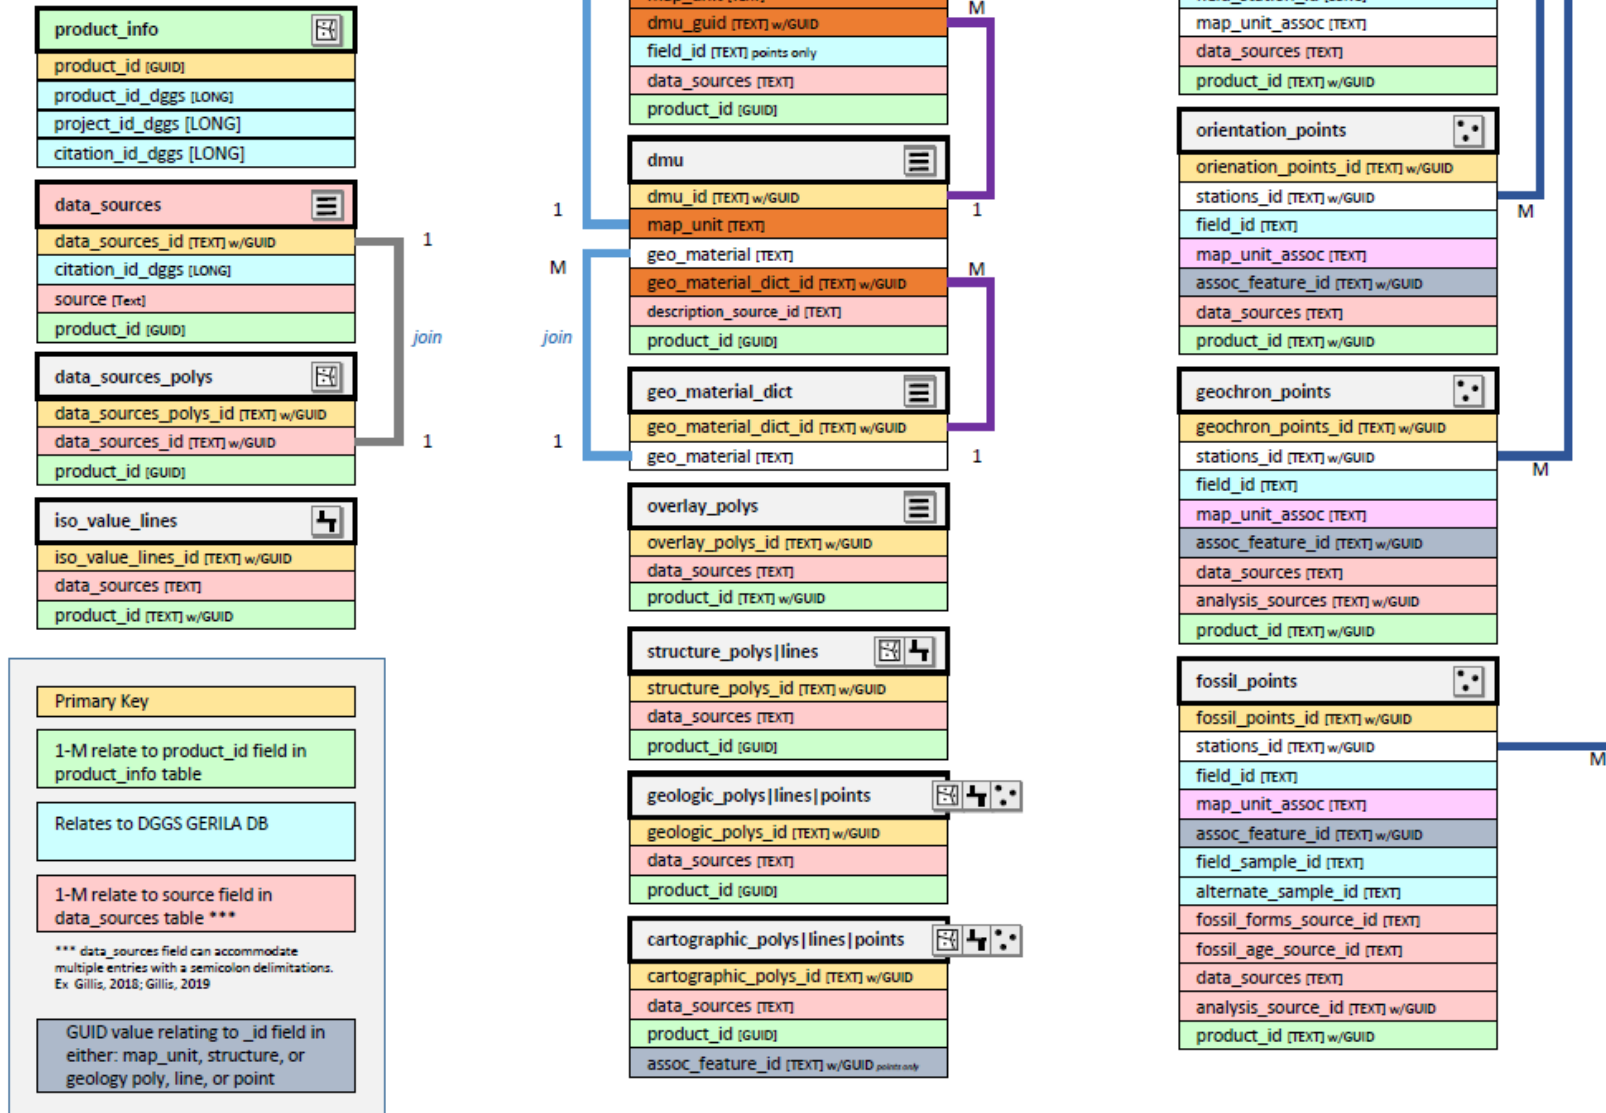 product_info
product_id [GUID]
product_id_dggs [LONG]
project_id_dggs [LONG]
citation_id_dggs [LONG]
data_sources
data_sources_id [TEXT] w/GUID
citation_id_dggs [LONG]
source [Text]
product_id [GUID]
1
join
data_sources_polys
data_sources_polys_id [TEXT] w/GUID
data_sources_id [TEXT] w/GUID
product_id [GUID]
1
iso_value_lines
iso_value_lines_id [TEXT] w/GUID
data_sources [TEXT]
product_id [TEXT] w/GUID
Primary Key
1-M relate to product_id field in
product_info table
Relates to DGGS GERILA DB
1-M relate to source field in
data_sources table ***
*** data_sources field can accommodate
multiple entries with a semicolon delimitations.
Ex Gillis, 2018; Gillis, 2019
GUID value relating to _id field in
either: map_unit, structure, or
geology poly, line, or point
M
dmu_guid [TEXT] w/GUID
field_id [TEXT] points only
data_sources [TEXT]
product_id [GUID]
dmu
dmu_id [TEXT] w/GUID
1
1
map_unit [TEXT]
geo_material [TEXT]
M
M
geo_material_dict_id [TEXT] w/GUID
description_source_id [TEXT]
product_id [GUID]
join
geo_material_dict
geo_material_dict_id [TEXT] w/GUID
1
geo_material [TEXT]
1
overlay_polys
overlay_polys_id [TEXT] w/GUID
data_sources [TEXT]
product_id [TEXT] w/GUID
structure_polys|lines
structure_polys_id [TEXT] w/GUID
data_sources [TEXT]
product_id [GUID]
geologic_polys|lines|points
geologic_polys_id [TEXT] w/GUID
data_sources [TEXT]
product_id [GUID]
cartographic_polys|lines|points
cartographic_polys_id [TEXT] w/GUID
data_sources [TEXT]
product_id [GUID]
assoc_feature_id [TEXT] w/GUID points only
map_unit_assoc [TEXT]
data_sources [TEXT]
product_id [TEXT] w/GUID
orientation_points
orienation_points_id [TEXT] w/GUID
stations_id [TEXT] w/GUID
M
field_id [TEXT]
map_unit_assoc [TEXT]
assoc_feature_id [TEXT] w/GUID
data_sources [TEXT]
product_id [TEXT] w/GUID
geochron_points
geochron_points_id [TEXT] w/GUID
stations_id [TEXT] w/GUID
M
field_id [TEXT]
map_unit_assoc [TEXT]
assoc_feature_id [TEXT] w/GUID
data_sources [TEXT]
analysis_sources [TEXT] w/GUID
product_id [TEXT] w/GUID
fossil_points
fossil_points_id [TEXT] w/GUID
stations_id [TEXT] w/GUID
M
field_id [TEXT]
map_unit_assoc [TEXT]
assoc_feature_id [TEXT] w/GUID
field_sample_id [TEXT]
alternate_sample_id [TEXT]
fossil_forms_source_id [TEXT]
fossil_age_source_id [TEXT]
data_sources [TEXT]
analysis_source_id [TEXT] w/GUID
product_id [TEXT] w/GUID